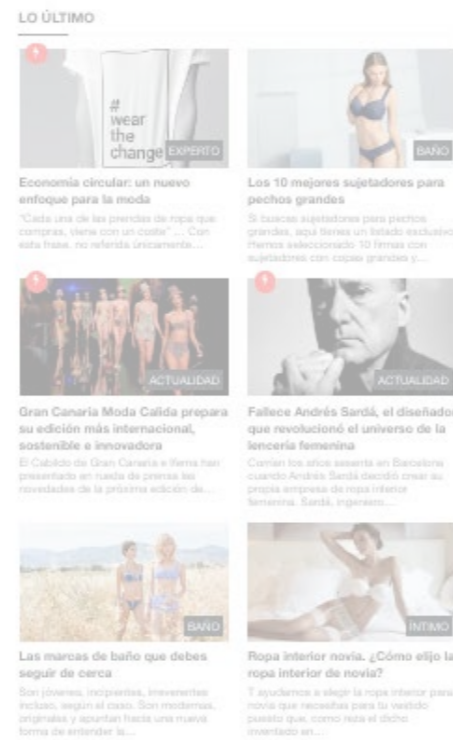 LO ÚLTIMO
#
wear
the
change
EXPERTO
Economía circular: un nuevo
enfoque para la moda
"Cada una de las prendas de ropa que
compras, viene con un coste" ... Con
esta frase, no referida únicamente...
BAÑO
Los 10 mejores sujetadores para
pechos grandes
Si buscas sujetadores para pechos
grandes, aquí tienes un listado exclusivo
Hemos seleccionado 10 firmas con
sujetadores con copas grandes y...
ACTUALIDAD
Gran Canaria Moda Calida prepara
su edición más internacional,
sostenible e innovadora
El Cabildo de Gran Canaria e Ifema han
presentado en rueda de prensa las
novedades de la próxima edición de...
ACTUALIDAD
Fallece Andrés Sardá, el diseñador
que revolucionó el universo de la
lencería femenina
Corrían los años sesenta en Barcelona
cuando Andrés Sardá decidió crear su
propia empresa de ropa interior
femenina. Sardá, ingeniero...
BAÑO
Las marcas de baño que debes
seguir de cerca
Son jóvenes, incipientes, irreverentes
incluso, según el caso. Son modernas,
originales y apuntan hacia una nueva
forma de entender la...
ÍNTIMO
Ropa interior novia. ¿Cómo elijo la
ropa interior de novia?
T ayudamos a elegir la ropa interior para
novia que necesitas para tu vestido
puesto que, como reza el dicho
inventado en...